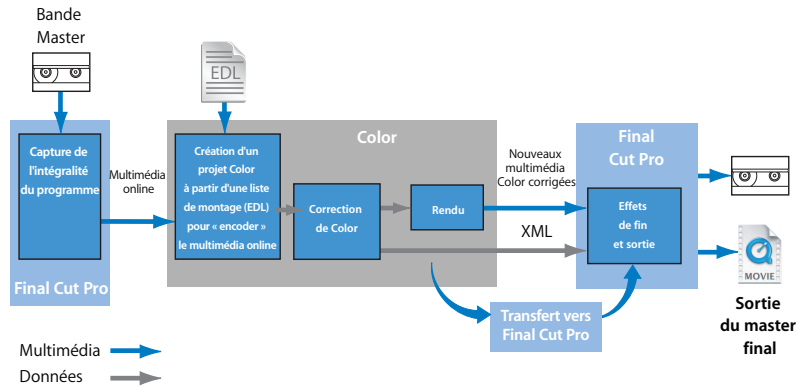 Bande
Master
EDL
Color
Final
Cut Pro
Capture de
l'intégralité
du programme
Multimédia
online
Création d'un
projet Color
à partir d'une liste
de montage (EDL)
pour « encoder »
le multimédia online
Correction
de Color
Rendu
Nouveaux
multimédia
Color corrigées
XML
Effets
de fin
et sortie
Final Cut Pro
Transfert vers
Final Cut Pro
MOVIE
Sortie
du master
final
Multimédia
Données